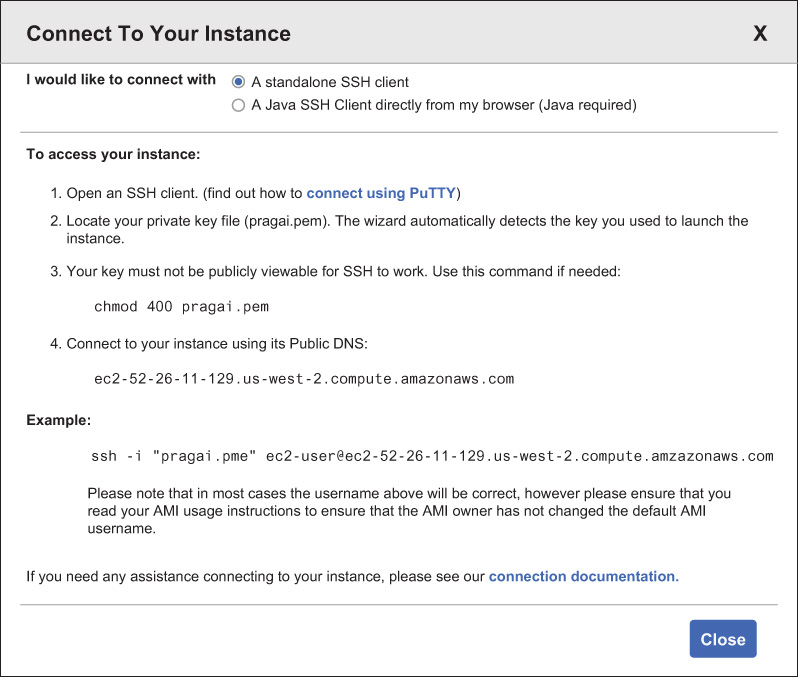 Connect To Your Instance X
I would like to connect with A standalone SSH client
A Java SSH Client directly from my browser (Java required)
To access your instance:
1. Open an SSH client. (find out how to connect using PuTTY)
2. Locate your private key file (pragai.pem). The wizard automatically detects the key you used to launch the
instance.
3. Your key must not be publicly viewable for SSH to work. Use this command if needed:
chmod 400 pragai.pem
4. Connect to your instance using its Public DNS:
ec2-52-26-11-129.us-west-2.compute.amazonaws.com
Example:
ssh -i "pragai.pme" ec2-user@ec2-52-26-11-129.us-west-2.compute.amzazonaws.com
Please note that in most cases the username above will be correct, however please ensure that you
read your AMI usage instructions to ensure that the AMI owner has not changed the default AMI
username.
If you need any assistance connecting to your instance, please see our connection documentation.
Close